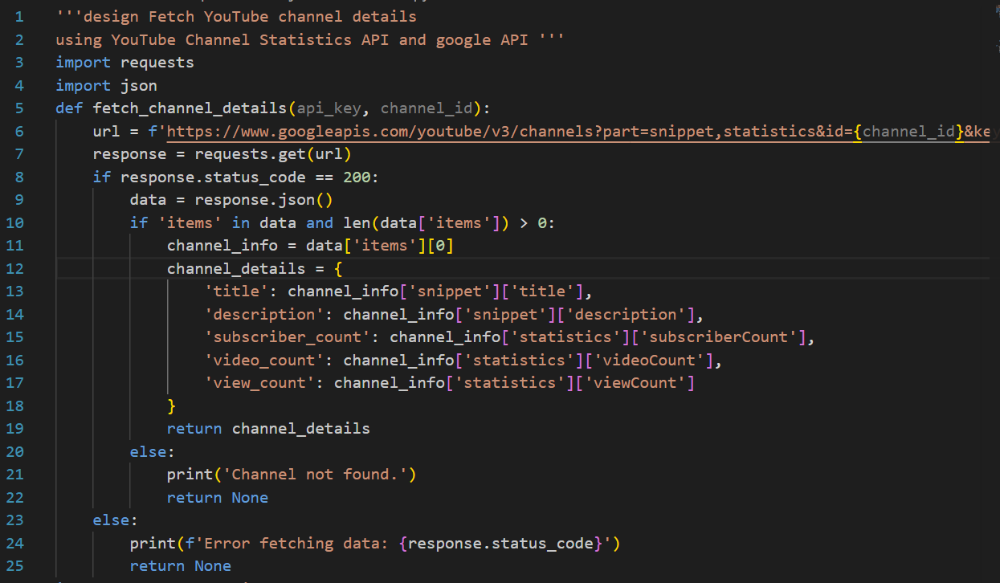 1 '''design Fetch YouTube channel details
2 using YouTube Channel Statistics API and google API '''
3 import requests
4 import json
5 def fetch_channel_details(api_key, channel_id):
6     url = f'https://www.googleapis.com/youtube/v3/channels?part=snippet,statistics&id={channel_id}&key
7     response = requests.get(url)
8     if response.status_code == 200:
9         data = response.json()
10         if 'items' in data and len(data['items']) > 0:
11             channel_info = data['items'][0]
12             channel_details = {
13                 'title': channel_info['snippet']['title'],
14                 'description': channel_info['snippet']['description'],
15                 'subscriber_count': channel_info['statistics']['subscriberCount'],
16                 'video_count': channel_info['statistics']['videoCount'],
17                 'view_count': channel_info['statistics']['viewCount']
18             }
19             return channel_details
20         else:
21             print('Channel not found.')
22             return None
23     else:
24         print(f'Error fetching data: {response.status_code}')
25         return None